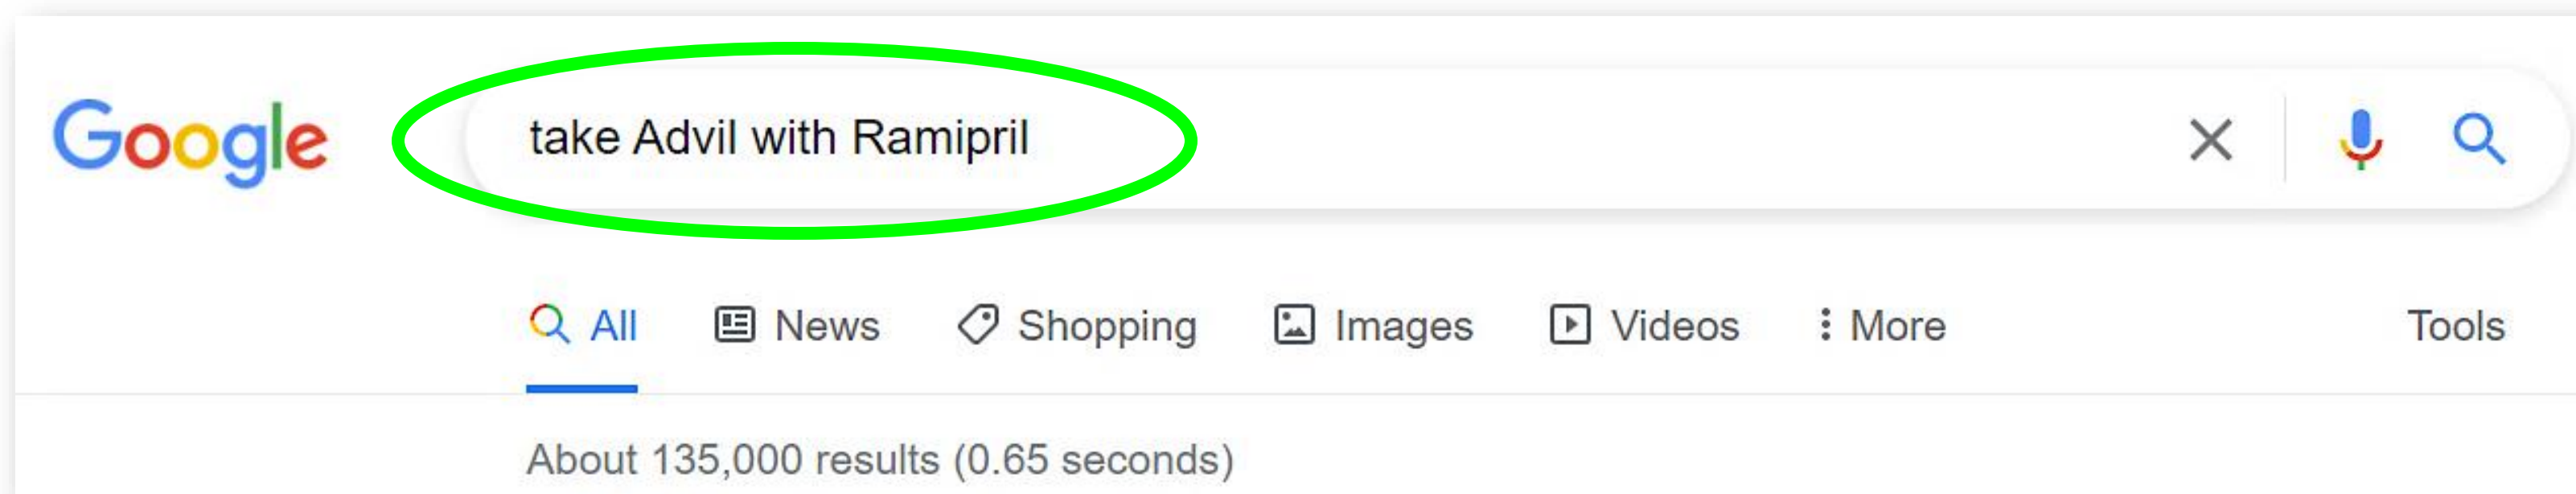 Google take Advil with Ramipril
All News Shopping Images Videos More Tools
About 135,000 results (0.65 seconds)